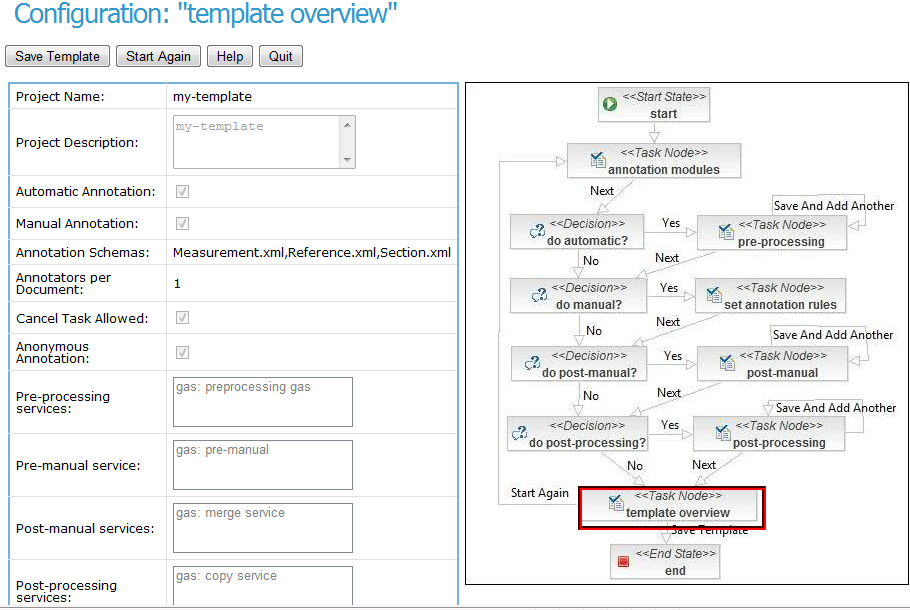 Configuration: "template overview"
Save Template Start Again Help Quit
Project Name: my-template
Project Description: my-template
Automatic Annotation:
Manual Annotation:
Annotation Schemas: Measurement.xml,Reference.xml,Section.xml
Annotators per
Document: 1
Cancel Task Allowed:
Anonymous
Annotation:
Pre-processing
services: gas: preprocessing gas
Pre-manual service: gas: pre-manual
Post-manual services: gas: merge service
Post-processing
services: gas: copy service
<<Start State>>
start
<<Task Node>>
annotation modules
Next
Save And Add Another
<<Decision>>
do automatic?
Yes
<<Task Node>>
pre-processing
No
Next
<<Decision>>
do manual?
Yes
<<Task Node>>
set annotation rules
No
Next
Save And Add Another
<<Decision>>
do post-manual?
Yes
<<Task Node>>
post-manual
No
Next
Save And Add Another
<<Decision>>
do post-processing?
Yes
<<Task Node>>
post-processing
No
Next
Start Again
<<Task Node>>
template overview
Save Template
<<End State>>
end